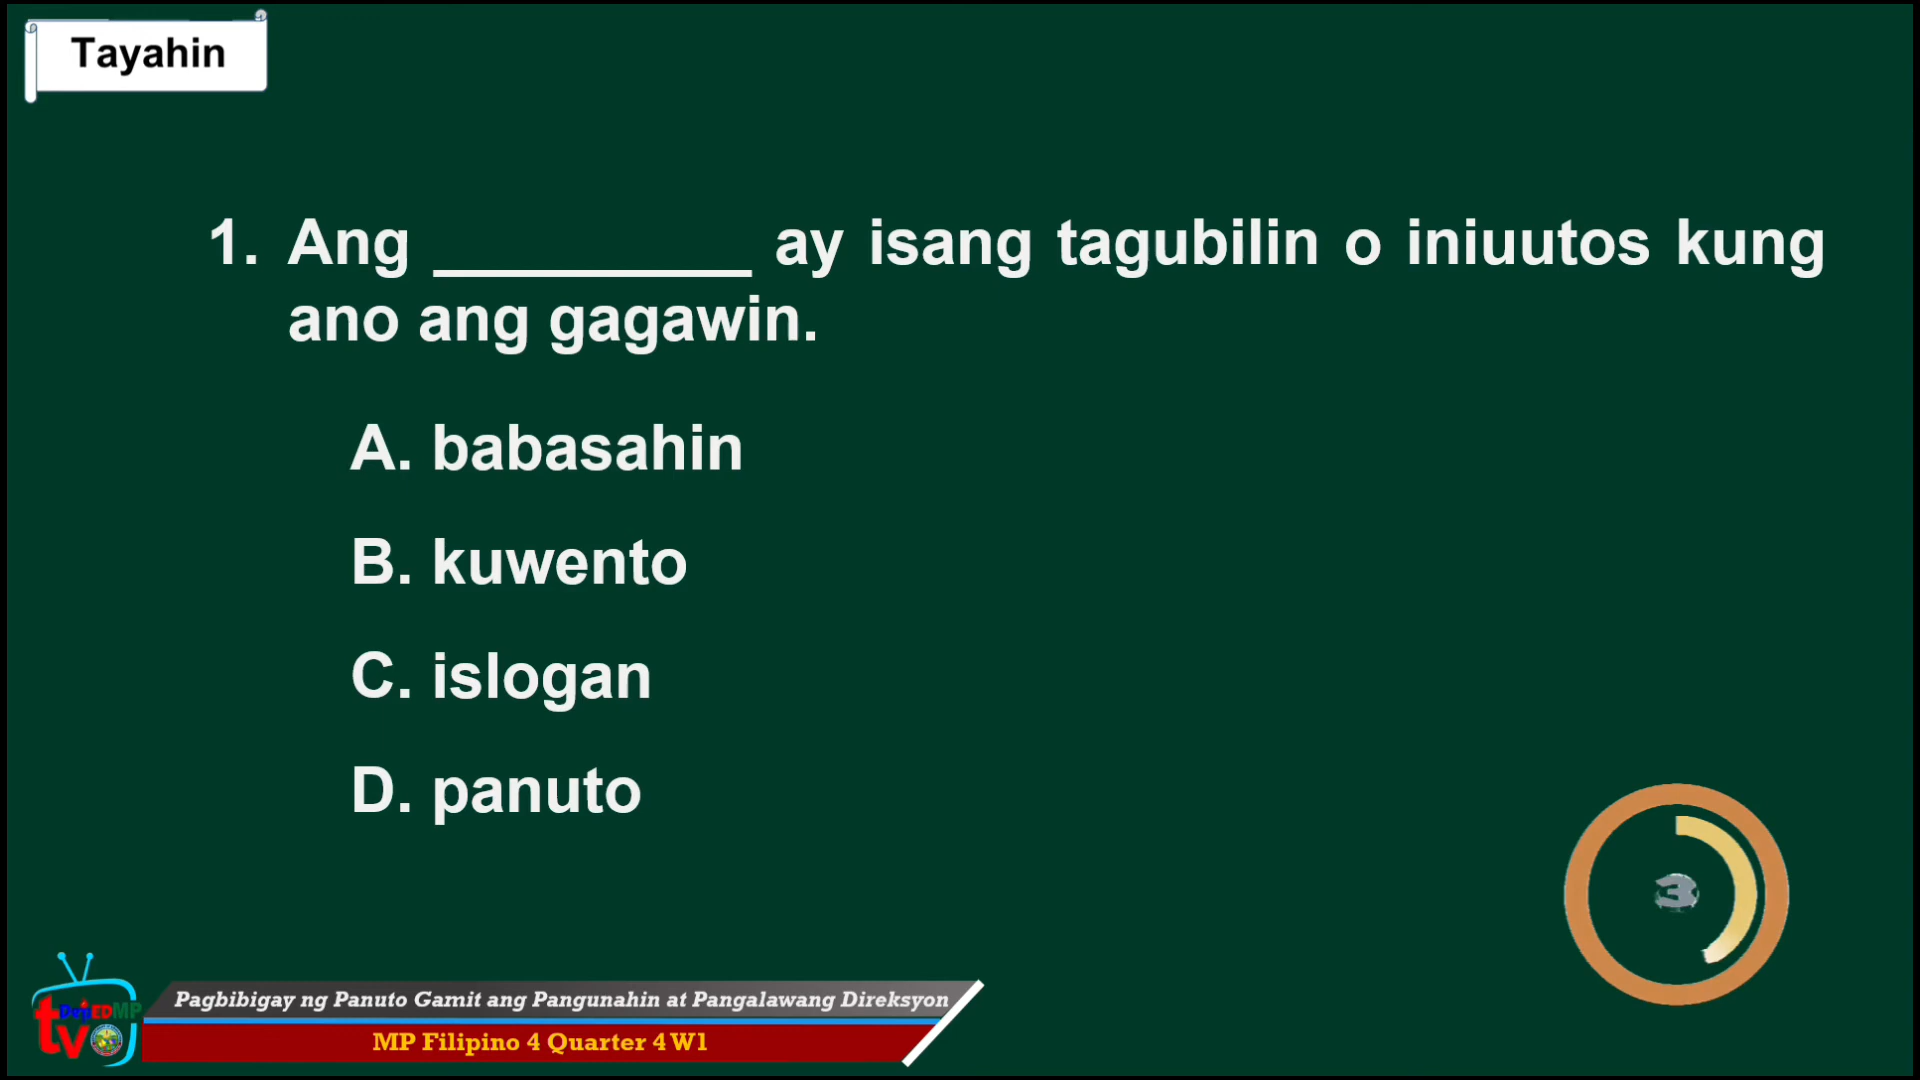 Tayahin
1. Ang __________ ay isang tagubilin o iniuutos kung
ano ang gagawin.
A. babasahin
B. kuwento
C. islogan
D. panuto
3
Pagbibigay ng Panuto Gamit ang Pangunahin at Pangalawang Direksyon
MP Filipino 4 Quarter 4 W1
DepEDMP
tv